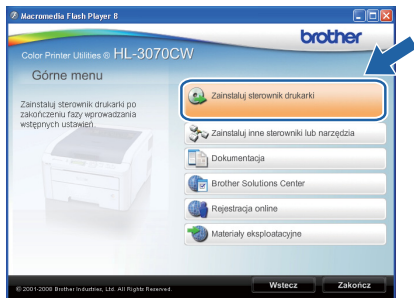 Macromedia Flash Player 8
brother
Color Printer Utilities ® HL-3070CW
Górne menu
Zainstaluj sterownik drukarki po
zakończeniu fazy wprowadzania
wstępnych ustawień.
Zainstaluj sterownik drukarki
Zainstaluj inne sterowniki lub narzędzia
Dokumentacja
Brother Solutions Center
Rejestracja online
Materiały eksploatacyjne
© 2001-2008 Brother Industries, Ltd. All Rights Reserved.
Wstecz
Zakończ